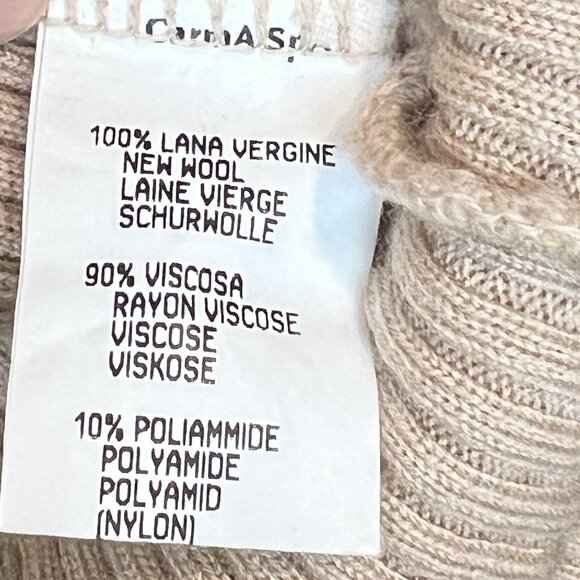 100% LANA VERGINE
NEW WOOL
LAINE VIERGE
SCHURWOLLE
90% VISCOSA
RAYON VISCOSE
VISCOSE
VISKOSE
10% POLIAMMIDE
POLYAMIDE
POLYAMID
(NYLON)